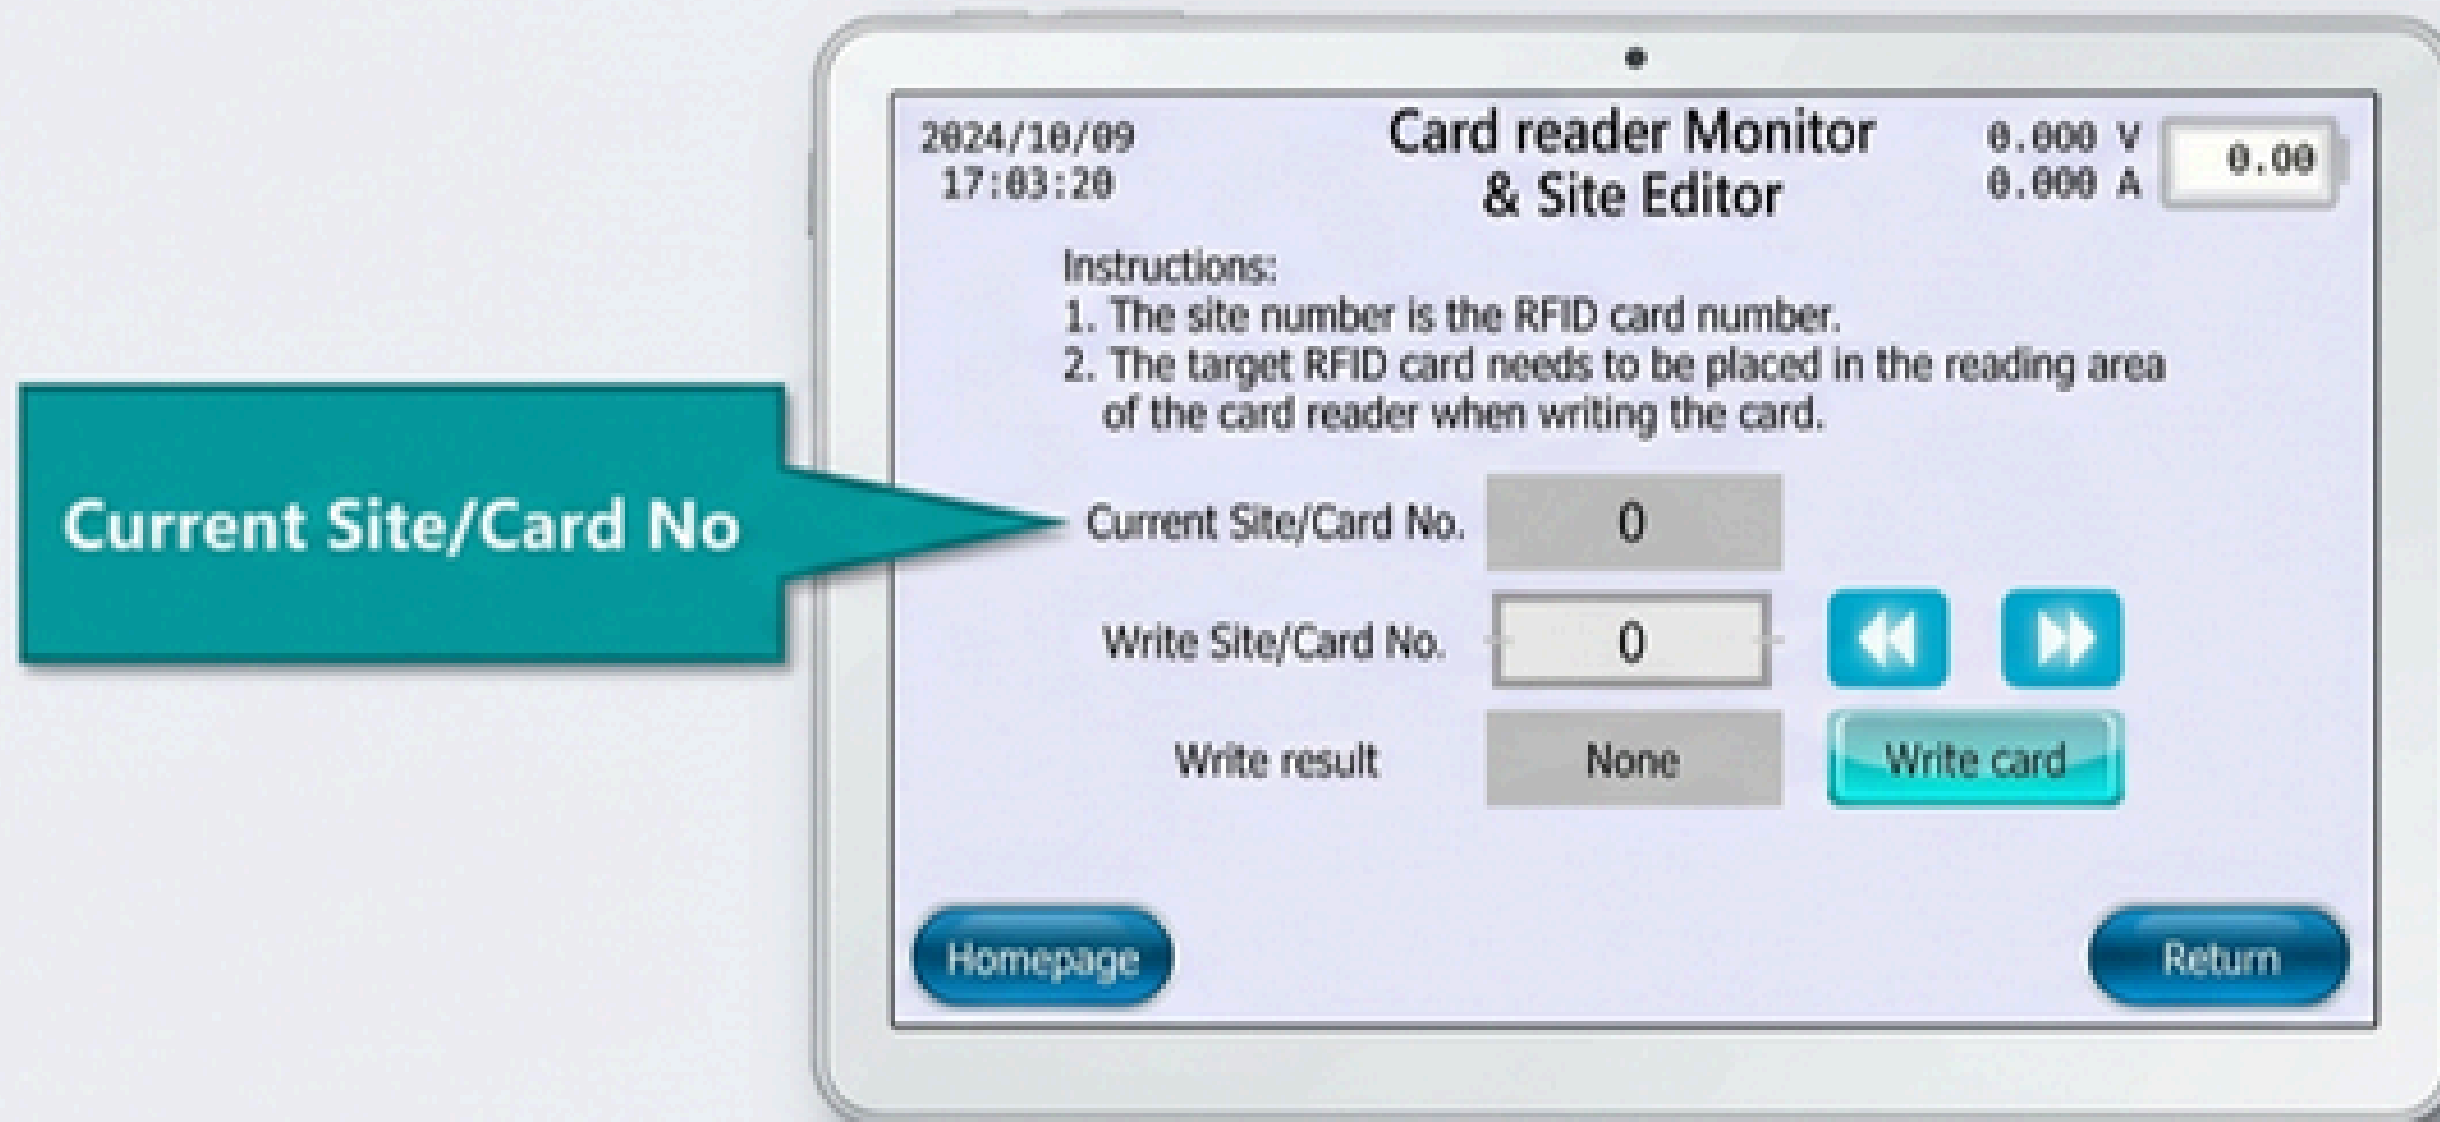 2024/10/09
17:03:20
Card reader Monitor
& Site Editor
0.000 V
0.000 A
0.00
Instructions:
1. The site number is the RFID card number.
2. The target RFID card needs to be placed in the reading area
of the card reader when writing the card.
Current Site/Card No
Current Site/Card No.
0
Write Site/Card No.
0
Write result
None
Write card
Homepage
Return